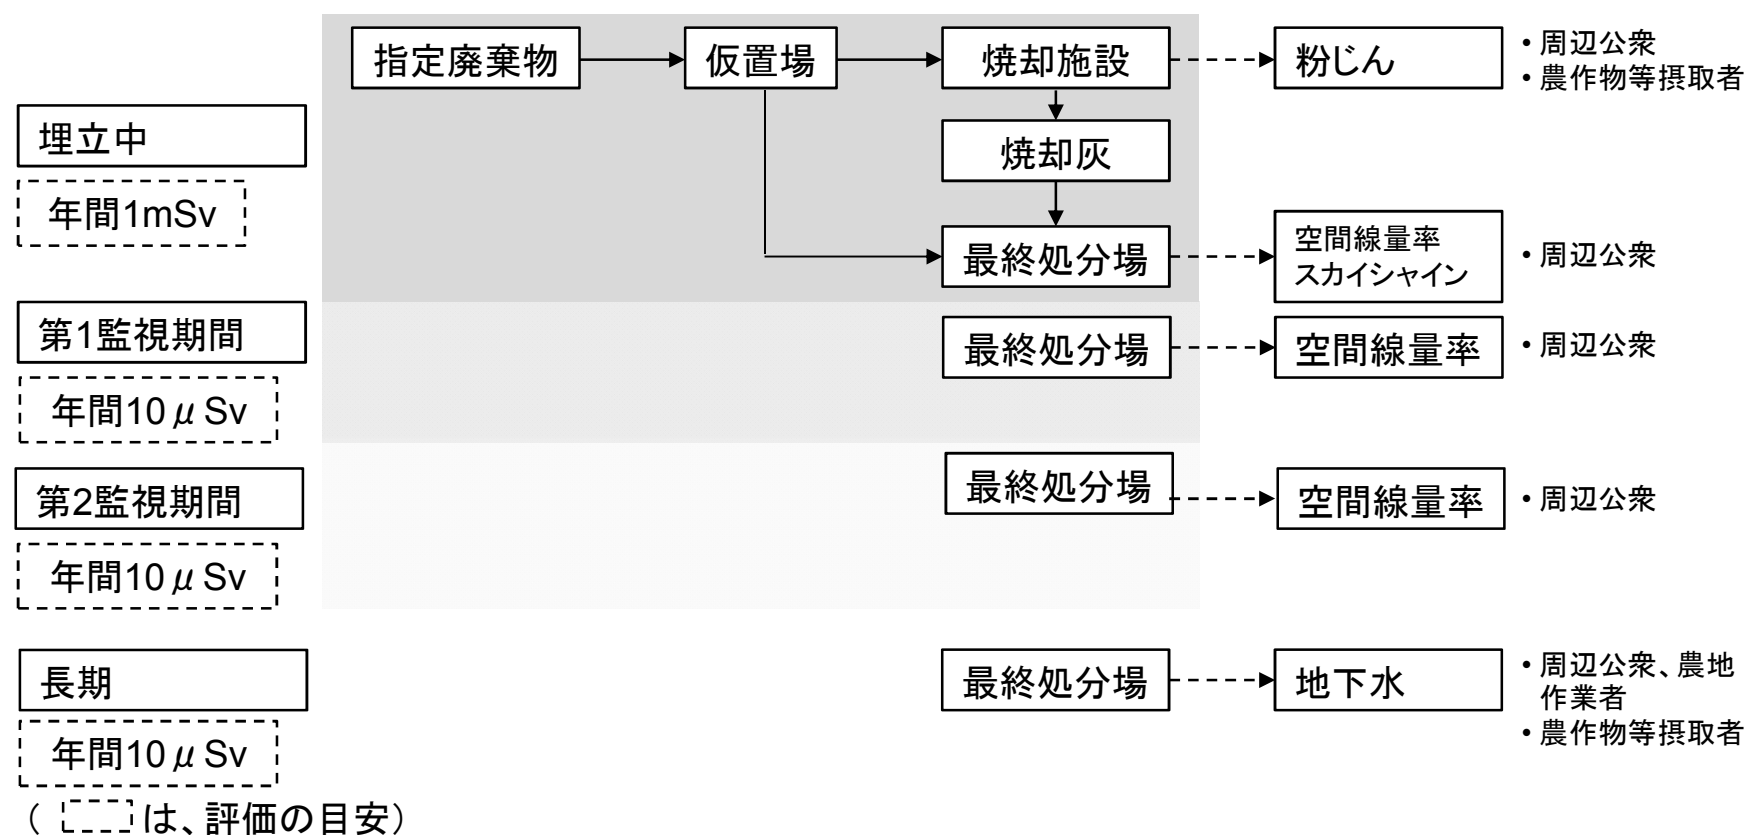 指定廃棄物
仮置場
焼却施設
粉じん
• 周辺公衆
• 農作物等摂取者
埋立中
焼却灰
年間1mSv
最終処分場
空間線量率
スカイシャイン
• 周辺公衆
第1監視期間
最終処分場
空間線量率
• 周辺公衆
年間10μSv
第2監視期間
最終処分場
空間線量率
• 周辺公衆
年間10μSv
長期
最終処分場
地下水
• 周辺公衆、農地
作業者
• 農作物等摂取者
年間10μSv
( は、評価の目安)